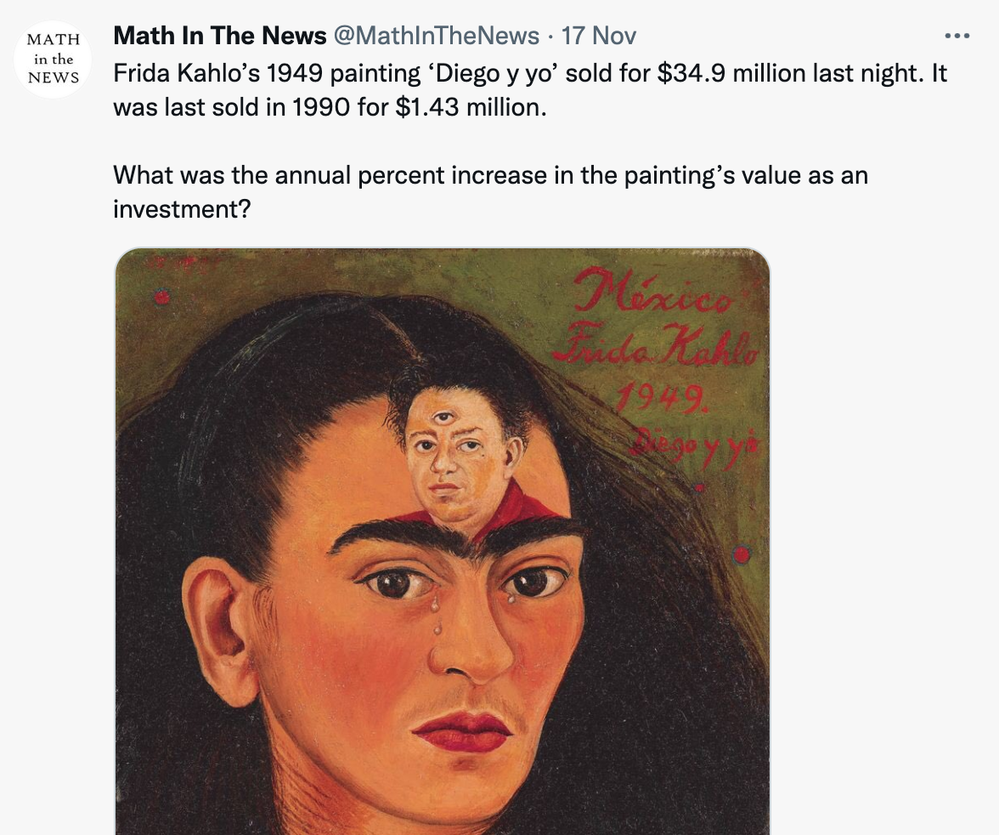 MATH
in the
NEWS
Math In The News @MathInTheNews · 17 Nov
Frida Kahlo’s 1949 painting ‘Diego y yo’ sold for $34.9 million last night. It
was last sold in 1990 for $1.43 million.
What was the annual percent increase in the painting’s value as an
investment?
México
Frida Kahlo
1949.
Diego y yo